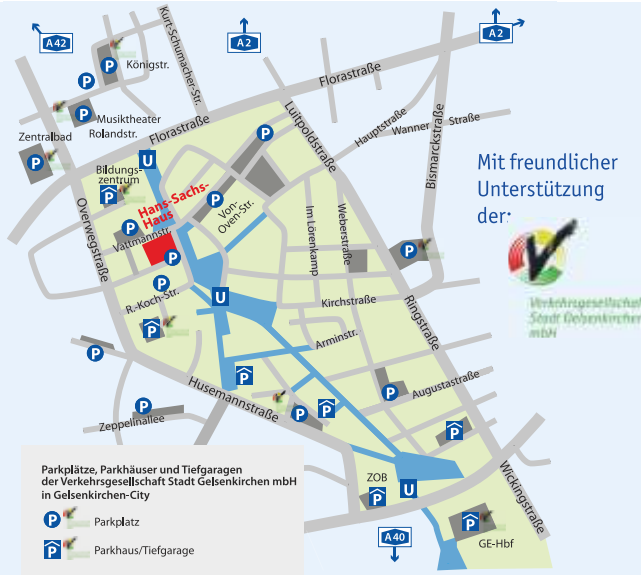 A42
A2
A2
Kurt-Schumacher-Str.
Königstr.
P
Florastraße
P
Musiktheater
Rolandstr.
P
Zentralbad
P
Florastraße
Luitpoldstraße
P
Hauptstraße
Wanner Straße
Bismarckstraße
U
Bildungs-
zentrum
P
Mit freundlicher
Unterstützung
der:
Overwegstraße
Hans-Sachs-
Haus
P
Von-
Oven-Str.
Vattmannstr.
P
P
Im Lörenkamp
Weberstraße
P
Verkehrsgesellschaft
Stadt Gelsenkirchen
mbH
R.-Koch-Str.
P
U
Kirchstraße
Ringstraße
P
Arminstr.
P
P
Husemannstraße
P
Augustastraße
P
P
P
Zeppelinallee
P
ZOB
P
U
Wickingstraße
P
GE-Hbf
A40
Parkplätze, Parkhäuser und Tiefgaragen
der Verkehrsgesellschaft Stadt Gelsenkirchen mbH
in Gelsenkirchen-City
P Parkplatz
P Parkhaus/Tiefgarage